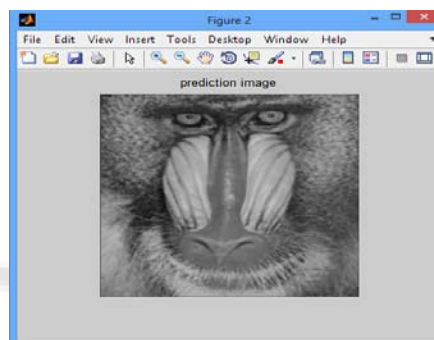 Figure 2
File Edit View Insert Tools Desktop Window Help
prediction image